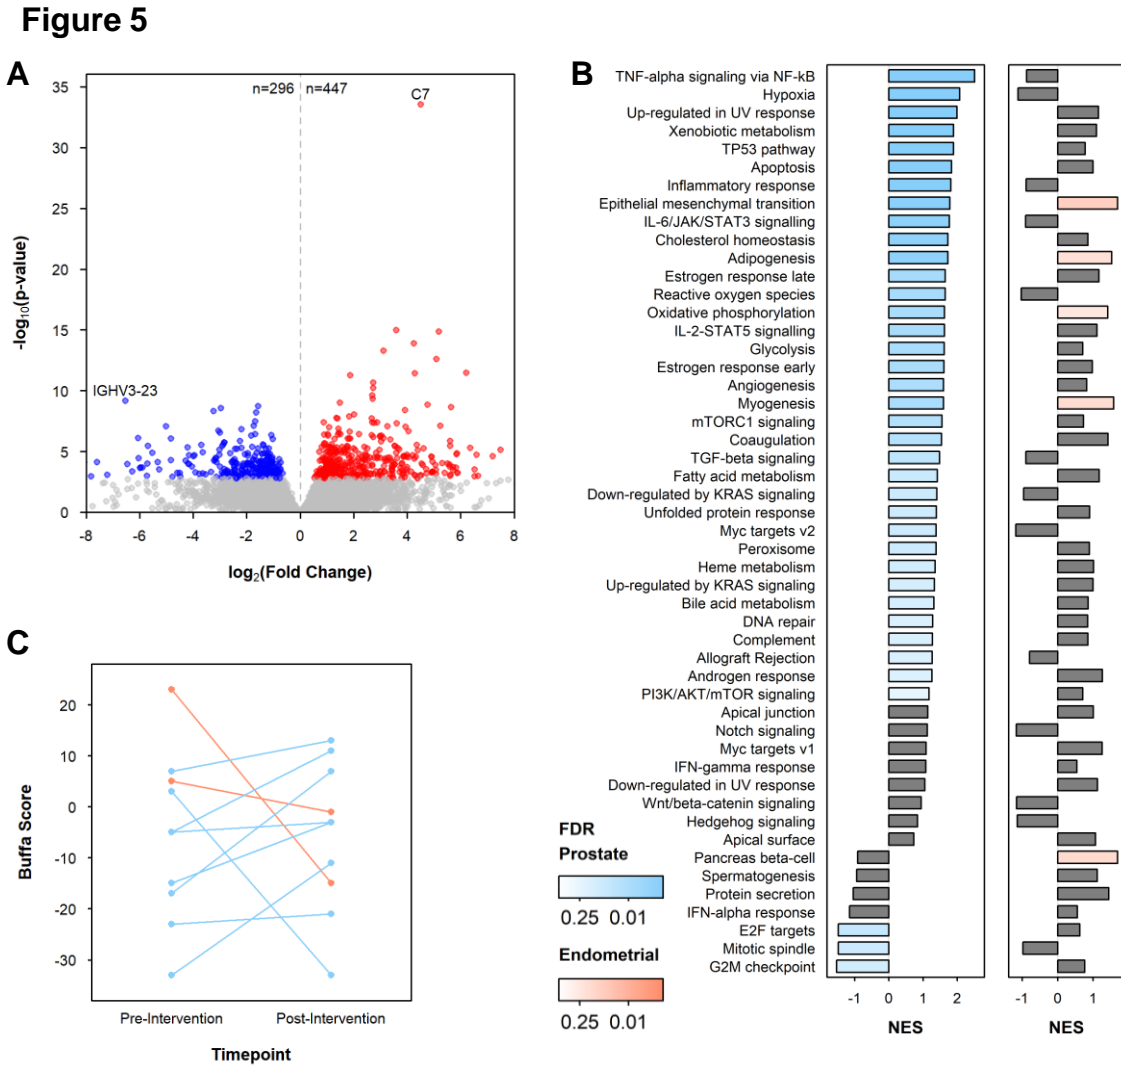 Figure 5
A
n=296
n=447
C7
IGHV3-23
35
30
25
20
15
10
5
0
-log10(p-value)
-8
-6
-4
-2
0
2
4
6
8
log2(Fold Change)
B
TNF-alpha signaling via NF-kB
Hypoxia
Up-regulated in UV response
Xenobiotic metabolism
TP53 pathway
Apoptosis
Inflammatory response
Epithelial mesenchymal transition
IL-6/JAK/STAT3 signalling
Cholesterol homeostasis
Adipogenesis
Estrogen response late
Reactive oxygen species
Oxidative phosphorylation
IL-2-STAT5 signalling
Glycolysis
Estrogen response early
Angiogenesis
Myogenesis
mTORC1 signaling
Coaugulation
TGF-beta signaling
Fatty acid metabolism
Down-regulated by KRAS signaling
Unfolded protein response
Myc targets v2
Peroxisome
Heme metabolism
Up-regulated by KRAS signaling
Bile acid metabolism
DNA repair
Complement
Allograft Rejection
Androgen response
PI3K/AKT/mTOR signaling
Apical junction
Notch signaling
Myc targets v1
IFN-gamma response
Down-regulated in UV response
Wnt/beta-catenin signaling
Hedgehog signaling
Apical surface
Pancreas beta-cell
Spermatogenesis
Protein secretion
IFN-alpha response
E2F targets
Mitotic spindle
G2M checkpoint
-1
0
1
2
NES
-1
0
1
NES
FDR
Prostate
0.25 0.01
Endometrial
0.25 0.01
C
20
10
0
-10
-20
-30
Buffa Score
Pre-Intervention
Post-Intervention
Timepoint